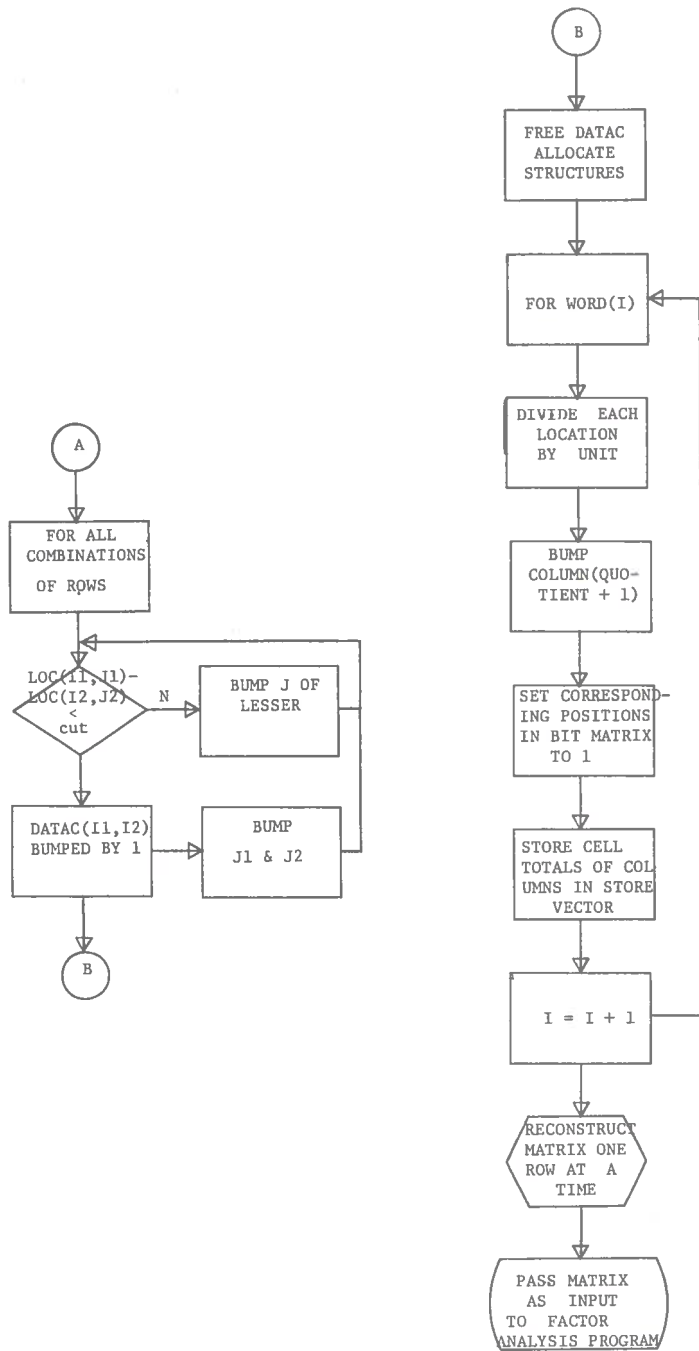 A
FOR ALL
COMBINATIONS
OF ROWS
LOC(I1,J1)-
LOC(I2,J2)
<
cut
N
BUMP J OF
LESSER
DATAC(I1,I2)
BUMPED BY 1
BUMP
J1 & J2
B
B
FREE DATAC
ALLOCATE
STRUCTURES
FOR WORD(I)
DIVIDE EACH
LOCATION
BY UNIT
BUMP
COLUMN(QUO-
TIENT + 1)
SET CORRESPOND-
ING POSITIONS
IN BIT MATRIX
TO 1
STORE CELL
TOTALS OF COL
UMNS IN STORE
VECTOR
I = I + 1
RECONSTRUCT
MATRIX ONE
ROW AT A
TIME
PASS MATRIX
AS INPUT
TO FACTOR
ANALYSIS PROGRAM